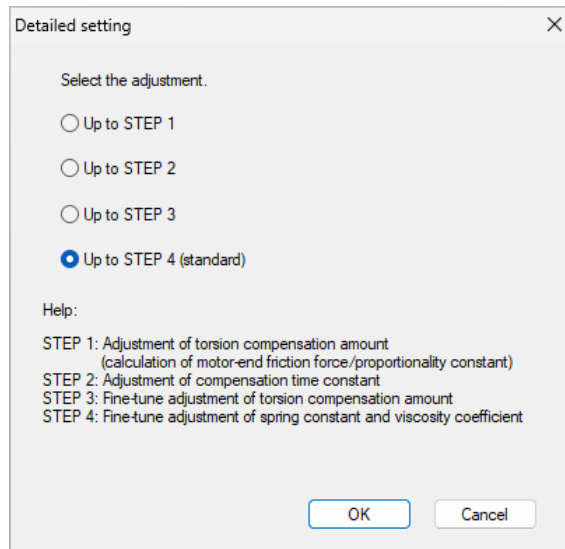 Detailed setting
Select the adjustment.
Up to STEP 1
Up to STEP 2
Up to STEP 3
Up to STEP 4 (standard)
Help:
STEP 1: Adjustment of torsion compensation amount
(calculation of motor-end friction force/proportionality constant)
STEP 2: Adjustment of compensation time constant
STEP 3: Fine-tune adjustment of torsion compensation amount
STEP 4: Fine-tune adjustment of spring constant and viscosity coefficient
OK Cancel